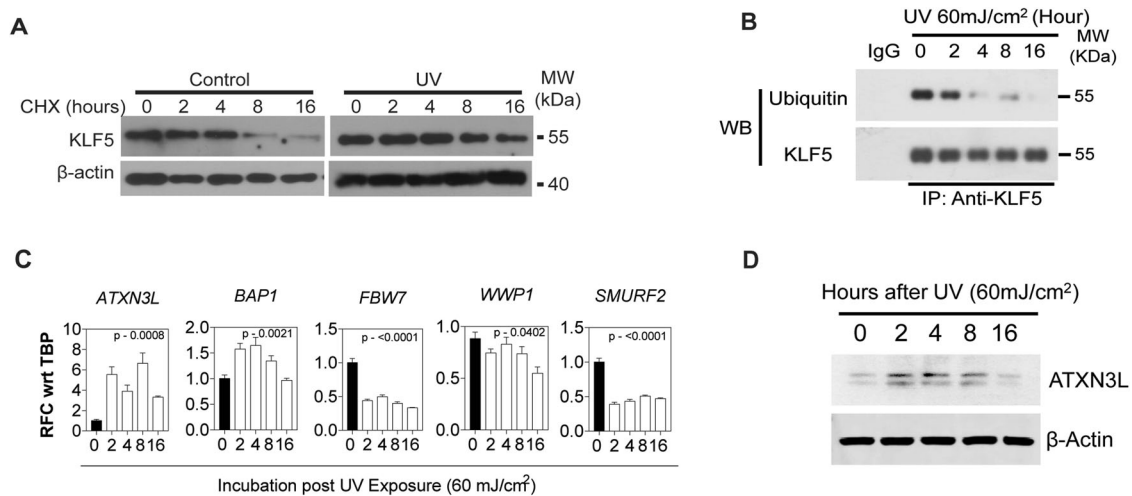 A
Control UV MW (kDa)
CHX (hours) 0 2 4 8 16 0 2 4 8 16
KLF5 55
β-actin 40
B
UV 60mJ/cm² (Hour)
IgG 0 2 4 8 16 MW (KDa)
WB
Ubiquitin 55
KLF5 55
IP: Anti-KLF5
C
ATXN3L BAP1 FBW7 WWP1 SMURF2
RFC wrt TBP
10 8 6 4 2 0
p - 0.0008
0 2 4 8 16
2.0 1.5 1.0 0.5 0.0
p - 0.0021
0 2 4 8 16
1.5 1.0 0.5 0.0
p - <0.0001
0 2 4 8 16
1.0 0.5 0.0
p - 0.0402
0 2 4 8 16
1.5 1.0 0.5 0.0
p - <0.0001
0 2 4 8 16
Incubation post UV Exposure (60 mJ/cm²)
D
Hours after UV (60mJ/cm²)
0 2 4 8 16
ATXN3L
β-Actin